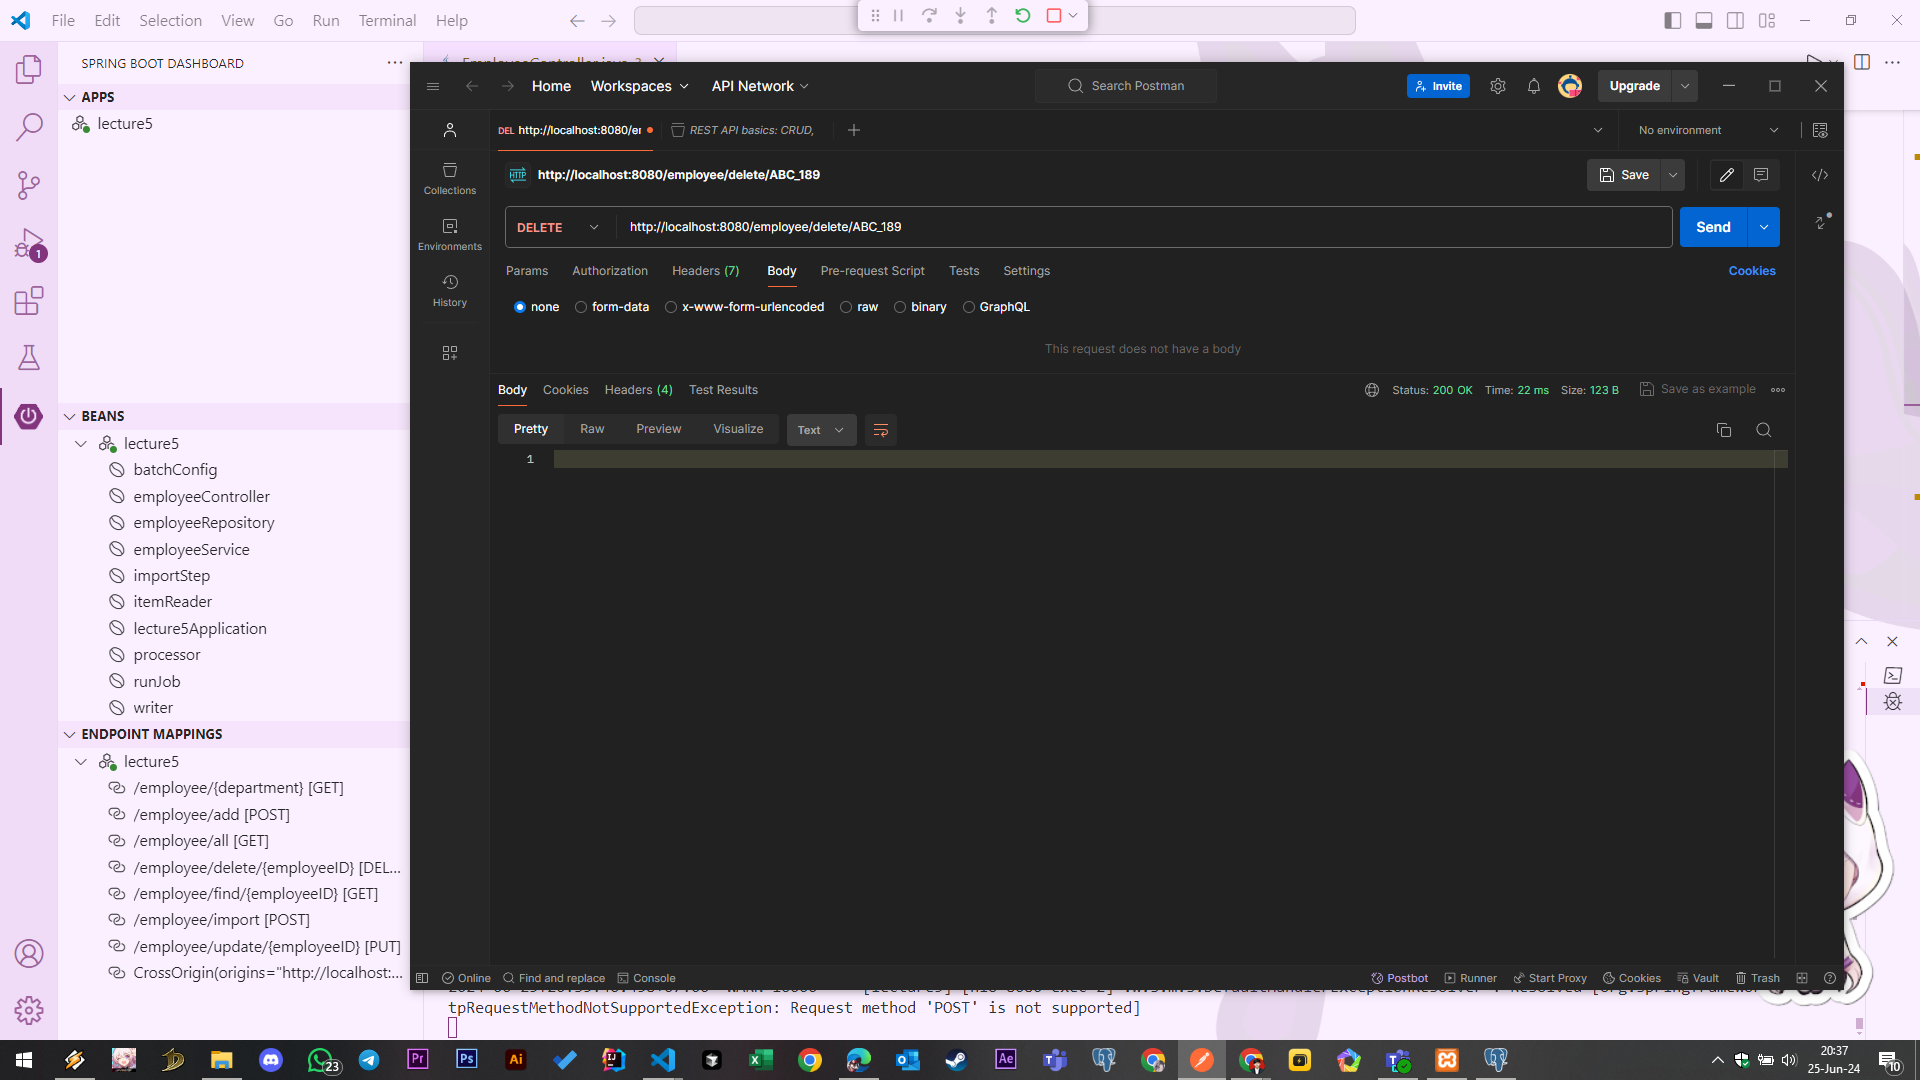 File Edit Selection View Go Run Terminal Help
SPRING BOOT DASHBOARD
APPS
lecture5
BEANS
lecture5
batchConfig
employeeController
employeeRepository
employeeService
importStep
itemReader
lecture5Application
processor
runJob
writer
ENDPOINT MAPPINGS
lecture5
/employee/{department} [GET]
/employee/add [POST]
/employee/all [GET]
/employee/delete/{employeeID} [DEL...
/employee/find/{employeeID} [GET]
/employee/import [POST]
/employee/update/{employeeID} [PUT]
CrossOrigin(origins="http://localhost:...
1
Home Workspaces API Network Search Postman Invite Upgrade
DEL http://localhost:8080/er REST API basics: CRUD, No environment
HTTP http://localhost:8080/employee/delete/ABC_189 Save
DELETE http://localhost:8080/employee/delete/ABC_189 Send
Params Authorization Headers (7) Body Pre-request Script Tests Settings Cookies
none form-data x-www-form-urlencoded raw binary GraphQL
This request does not have a body
Body Cookies Headers (4) Test Results Status: 200 OK Time: 22 ms Size: 123 B Save as example
Pretty Raw Preview Visualize Text
1
Collections
Environments
History
Online Find and replace Console Postbot Runner Start Proxy Cookies Vault Trash
tpRequestMethodNotSupportedException: Request method 'POST' is not supported]
23
Pr Ps Ai Ae
20:37
25-Jun-24
10